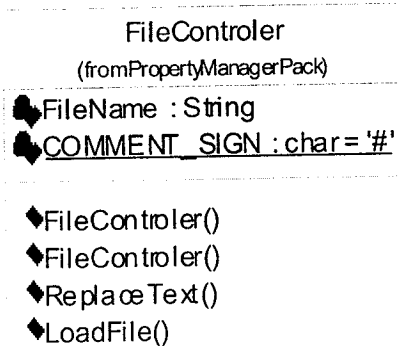 FileControler
(fromPropertyManagerPack)
FileName : String
COMMENT_SIGN : char = '#'
FileControler()
FileControler()
ReplaceText()
LoadFile()